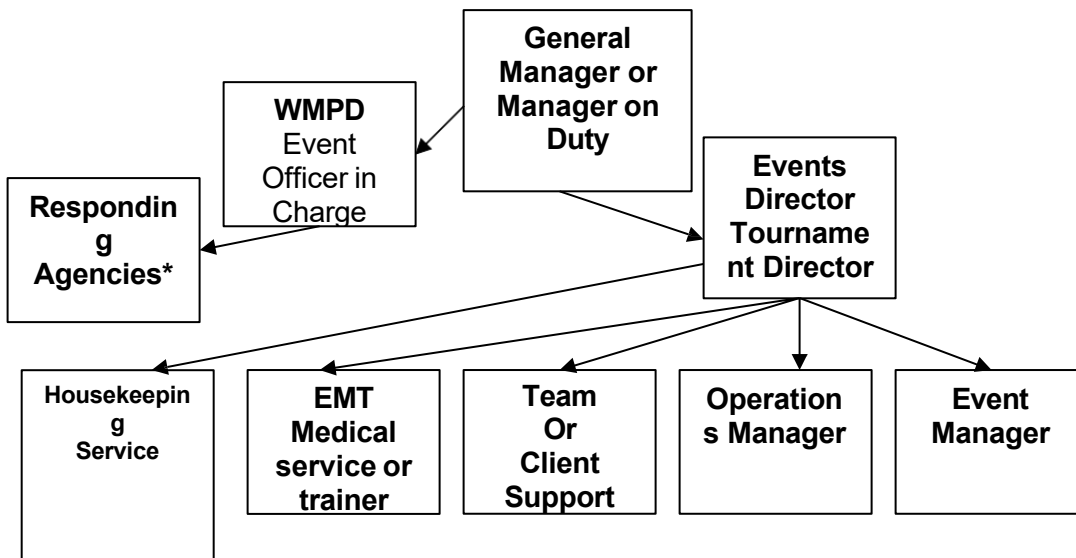 General
Manager or
Manager on
Duty
WMPD
Event
Officer in
Charge
Events
Director
Tourname
nt Director
Respondin
g
Agencies*
Housekeepin
g
Service
EMT
Medical
service or
trainer
Team
Or
Client
Support
Operation
s Manager
Event
Manager